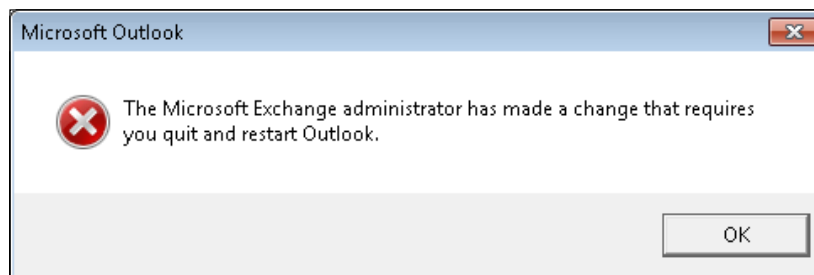 Microsoft Outlook
The Microsoft Exchange administrator has made a change that requires
you quit and restart Outlook.
OK